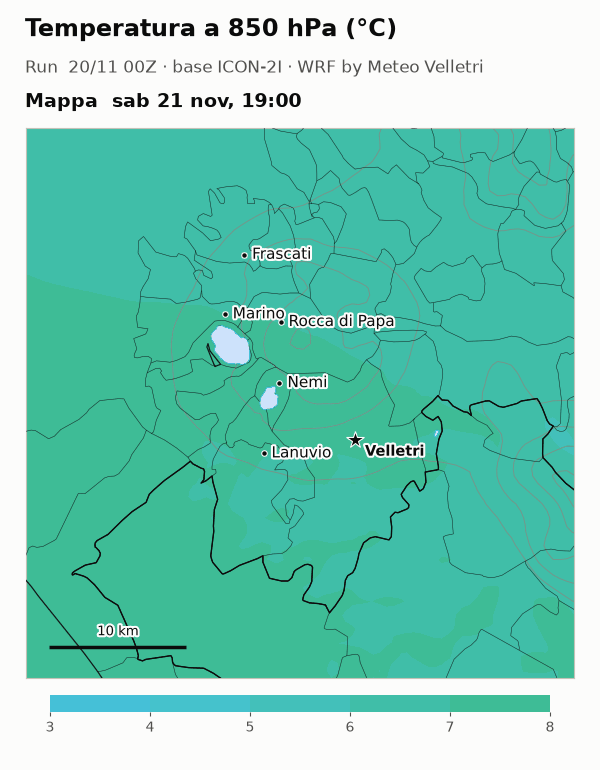 Temperatura a 850 hPa (°C)
Run  20/11 00Z · base ICON-2I · WRF by Meteo Velletri
Mappa  sab 21 nov, 19:00
Frascati
Marino
Rocca di Papa
Nemi
Velletri
Lanuvio
10 km
3 4 5 6 7 8